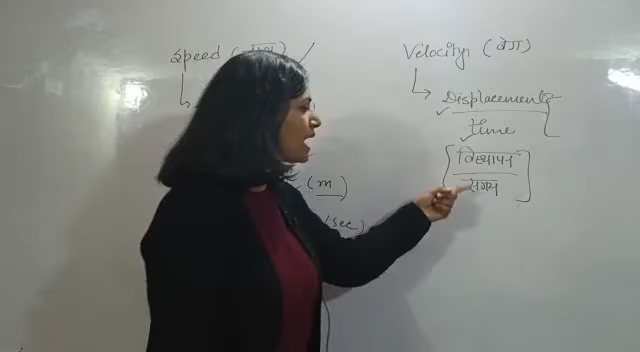 Speed (
Velocity (वेग)
Displacement
Time
विस्थापन
समय
(m)
/sec)